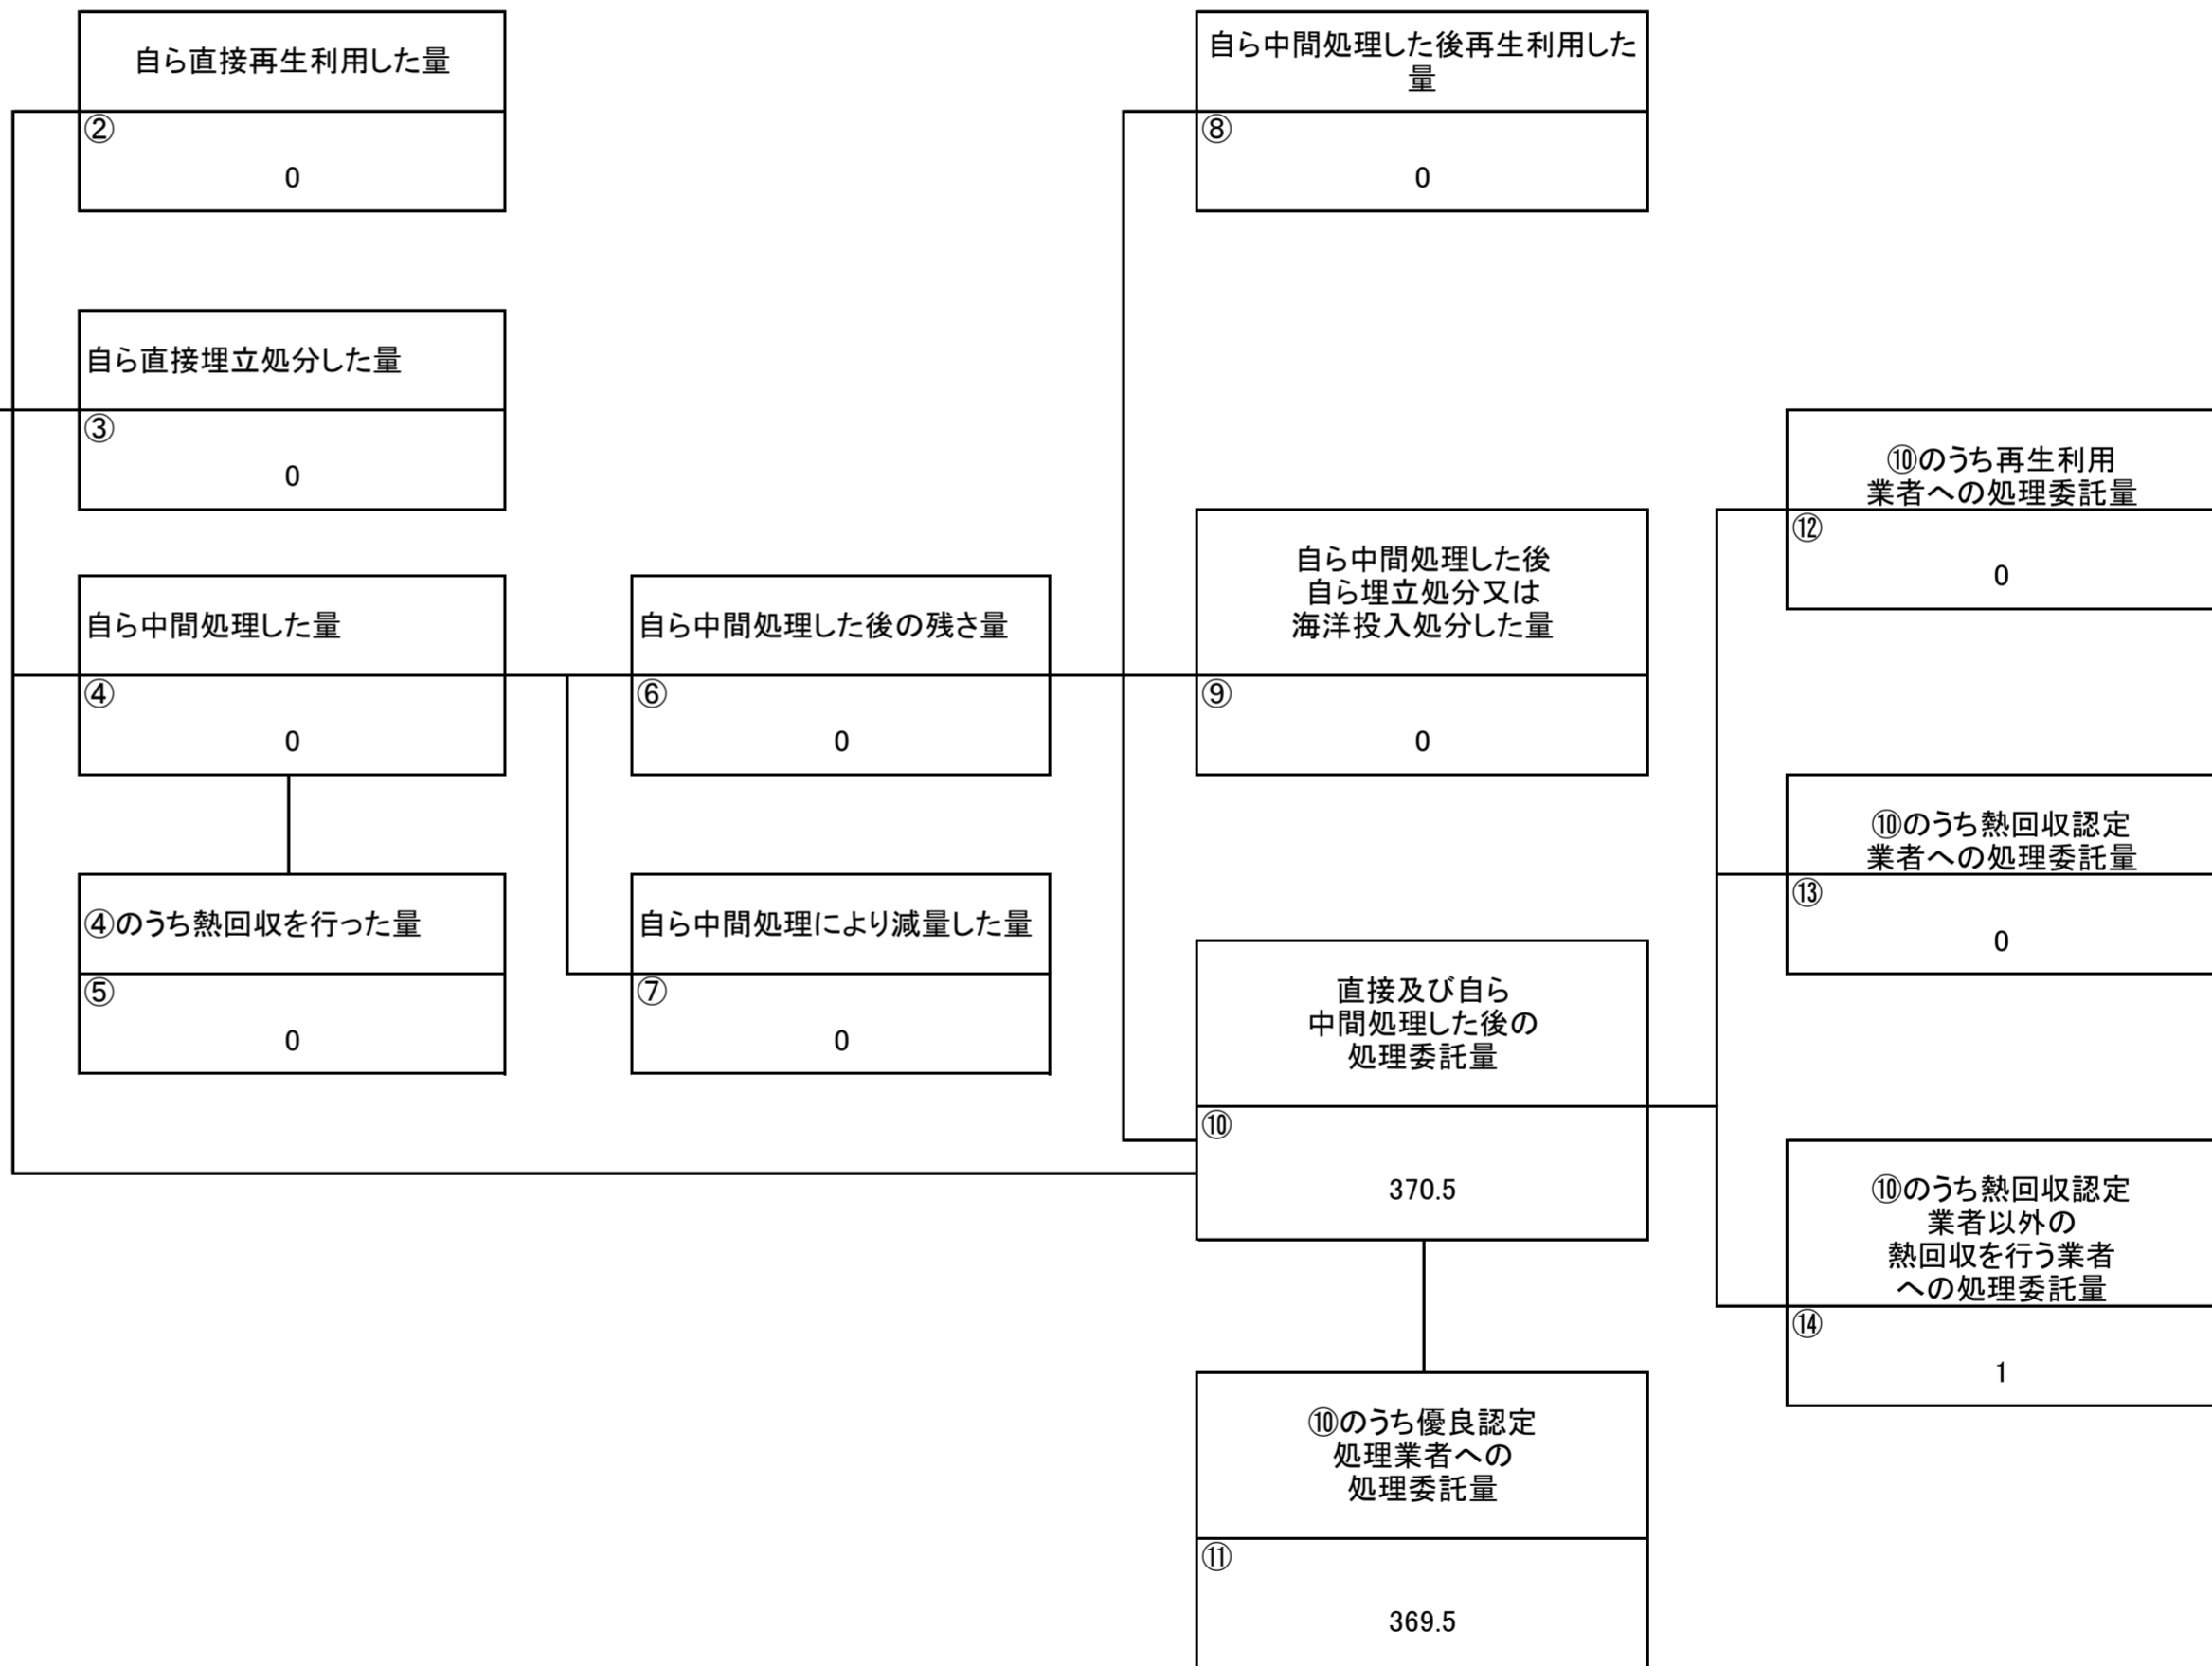 自ら直接再生利用した量
②
0
自ら中間処理した後再生利用した
量
⑧
0
自ら直接埋立処分した量
③
0
⑩のうち再生利用
業者への処理委託量
⑫
0
自ら中間処理した量
④
0
自ら中間処理した後の残さ量
⑥
0
自ら中間処理した後
自ら埋立処分又は
海洋投入処分した量
⑨
0
⑩のうち熱回収認定
業者への処理委託量
⑬
0
④のうち熱回収を行った量
⑤
0
自ら中間処理により減量した量
⑦
0
直接及び自ら
中間処理した後の
処理委託量
⑩
370.5
⑩のうち熱回収認定
業者以外の
熱回収を行う業者
への処理委託量
⑭
1
⑩のうち優良認定
処理業者への
処理委託量
⑪
369.5